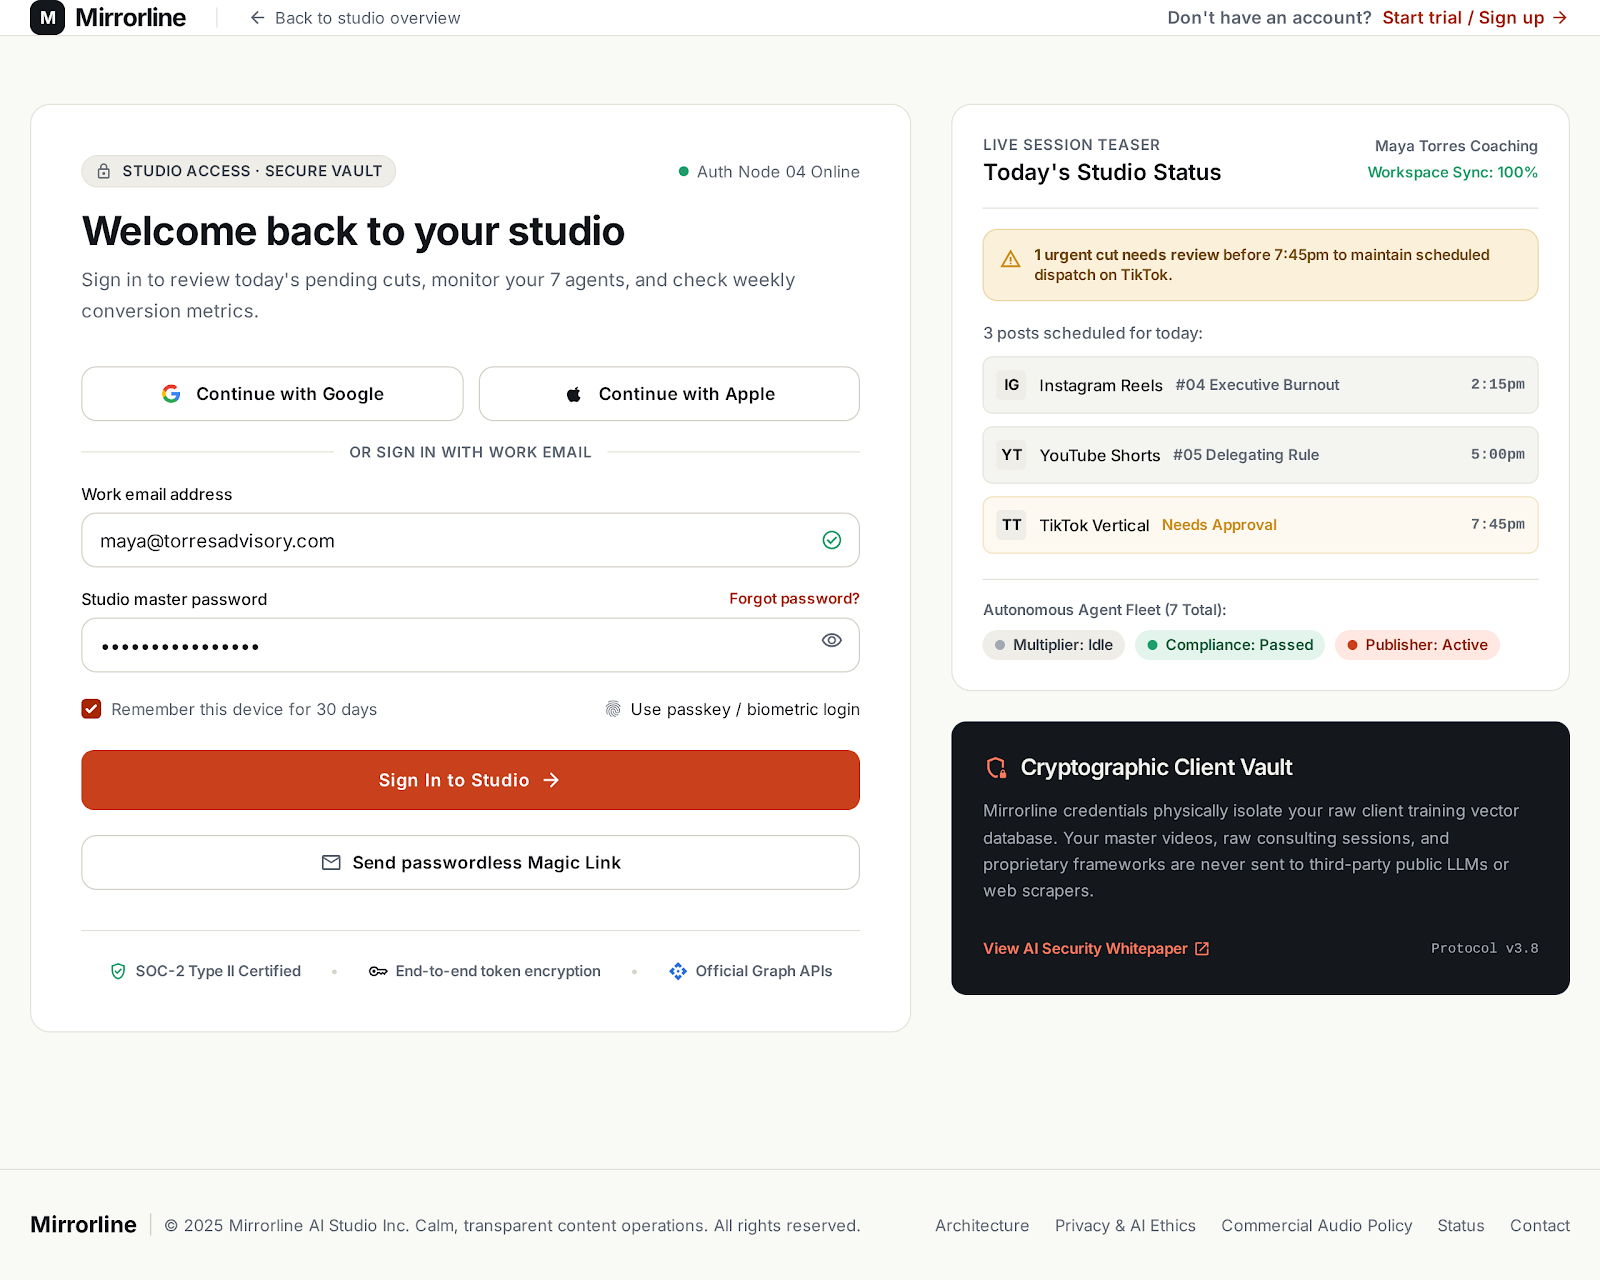 M Mirrorline
Back to studio overview
Don't have an account? Start trial / Sign up →
STUDIO ACCESS · SECURE VAULT
Auth Node 04 Online
Welcome back to your studio
Sign in to review today's pending cuts, monitor your 7 agents, and check weekly
conversion metrics.
Continue with Google
Continue with Apple
OR SIGN IN WITH WORK EMAIL
Work email address
maya@torresadvisory.com
Studio master password
Forgot password?
••••••••••••••••
Remember this device for 30 days
Use passkey / biometric login
Sign In to Studio →
Send passwordless Magic Link
SOC-2 Type II Certified
End-to-end token encryption
Official Graph APIs
LIVE SESSION TEASER
Today's Studio Status
Maya Torres Coaching
Workspace Sync: 100%
1 urgent cut needs review before 7:45pm to maintain scheduled
dispatch on TikTok.
3 posts scheduled for today:
IG Instagram Reels #04 Executive Burnout 2:15pm
YT YouTube Shorts #05 Delegating Rule 5:00pm
TT TikTok Vertical Needs Approval 7:45pm
Autonomous Agent Fleet (7 Total):
Multiplier: Idle
Compliance: Passed
Publisher: Active
Cryptographic Client Vault
Mirrorline credentials physically isolate your raw client training vector
database. Your master videos, raw consulting sessions, and
proprietary frameworks are never sent to third-party public LLMs or
web scrapers.
View AI Security Whitepaper
Protocol v3.8
Mirrorline
© 2025 Mirrorline AI Studio Inc. Calm, transparent content operations. All rights reserved.
Architecture
Privacy & AI Ethics
Commercial Audio Policy
Status
Contact